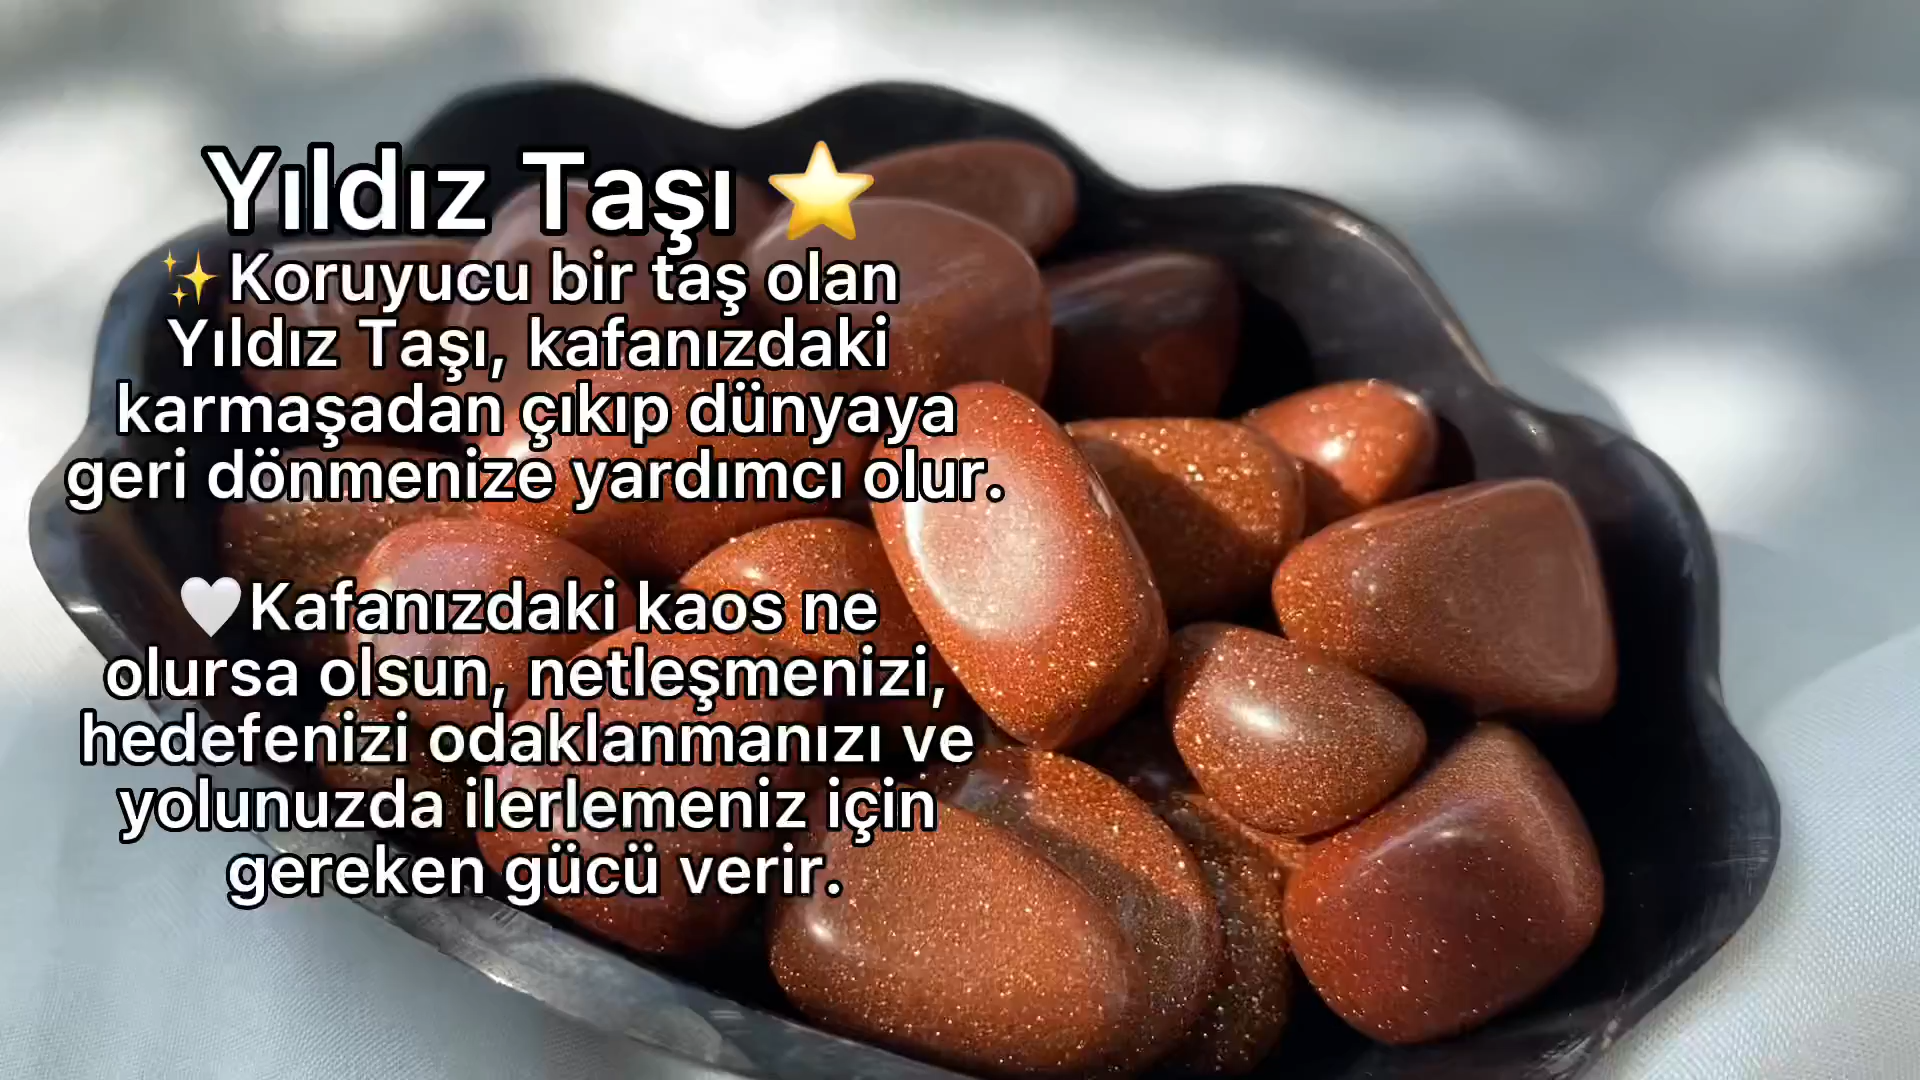 Yıldız Taşı ⭐
✨Koruyucu bir taş olan
Yıldız Taşı, kafanızdaki
karmaşadan çıkıp dünyaya
geri dönmenize yardımcı olur.
🤍Kafanızdaki kaos ne
olursa olsun, netleşmenizi,
hedefenizi odaklanmanızı ve
yolunuzda ilerlemeniz için
gereken gücü verir.